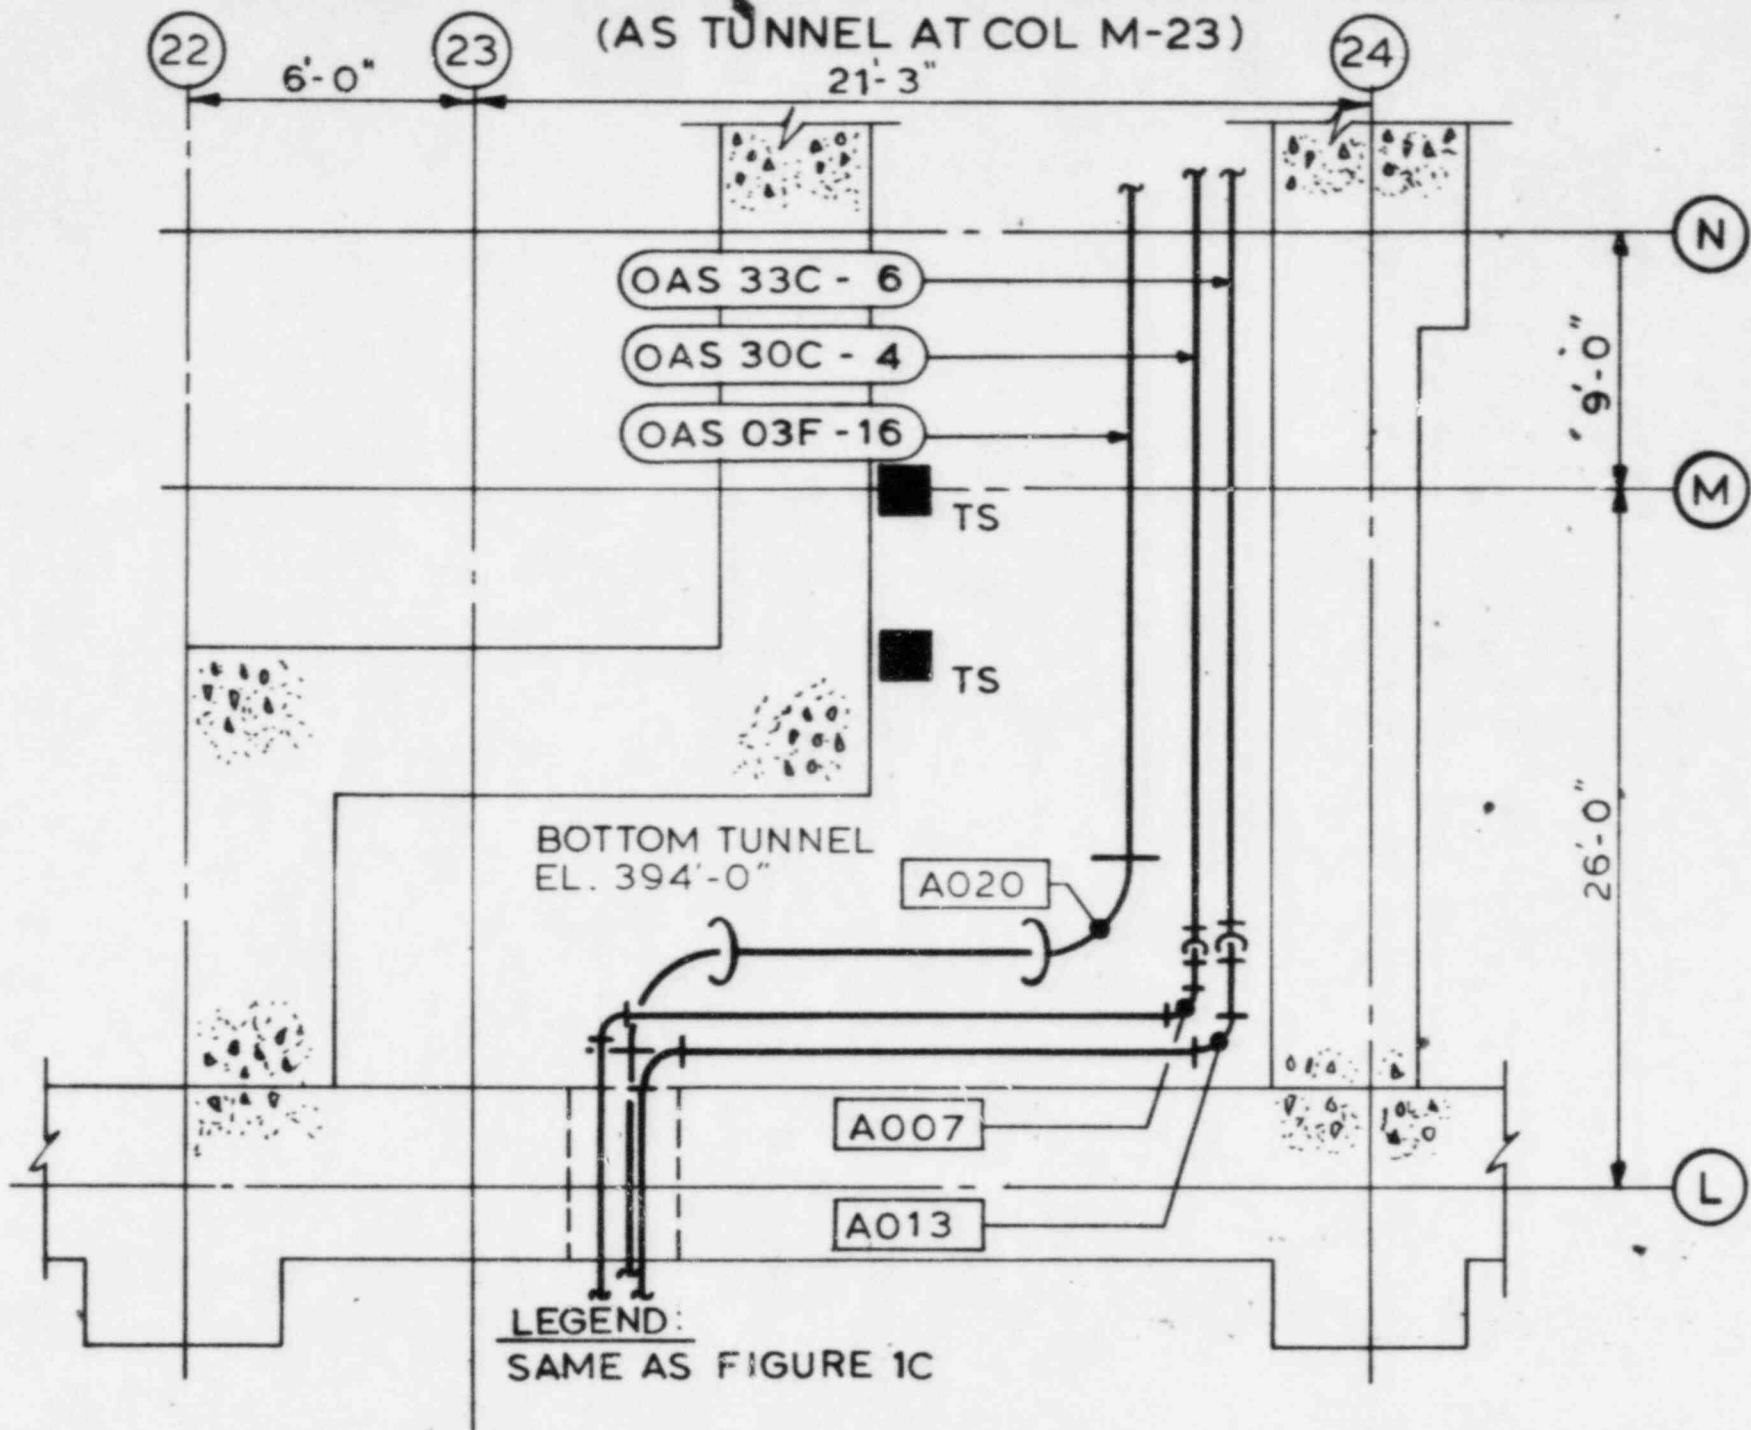 (AS TUNNEL AT COL M-23)
22
23
24
6'-0"
21'-3"
N
OAS 33C - 6
OAS 30C - 4
9'-0"
OAS 03F -16
M
TS
TS
BOTTOM TUNNEL
EL. 394'-0"
A020
26'-0"
A007
L
A013
LEGEND:
SAME AS FIGURE 1C